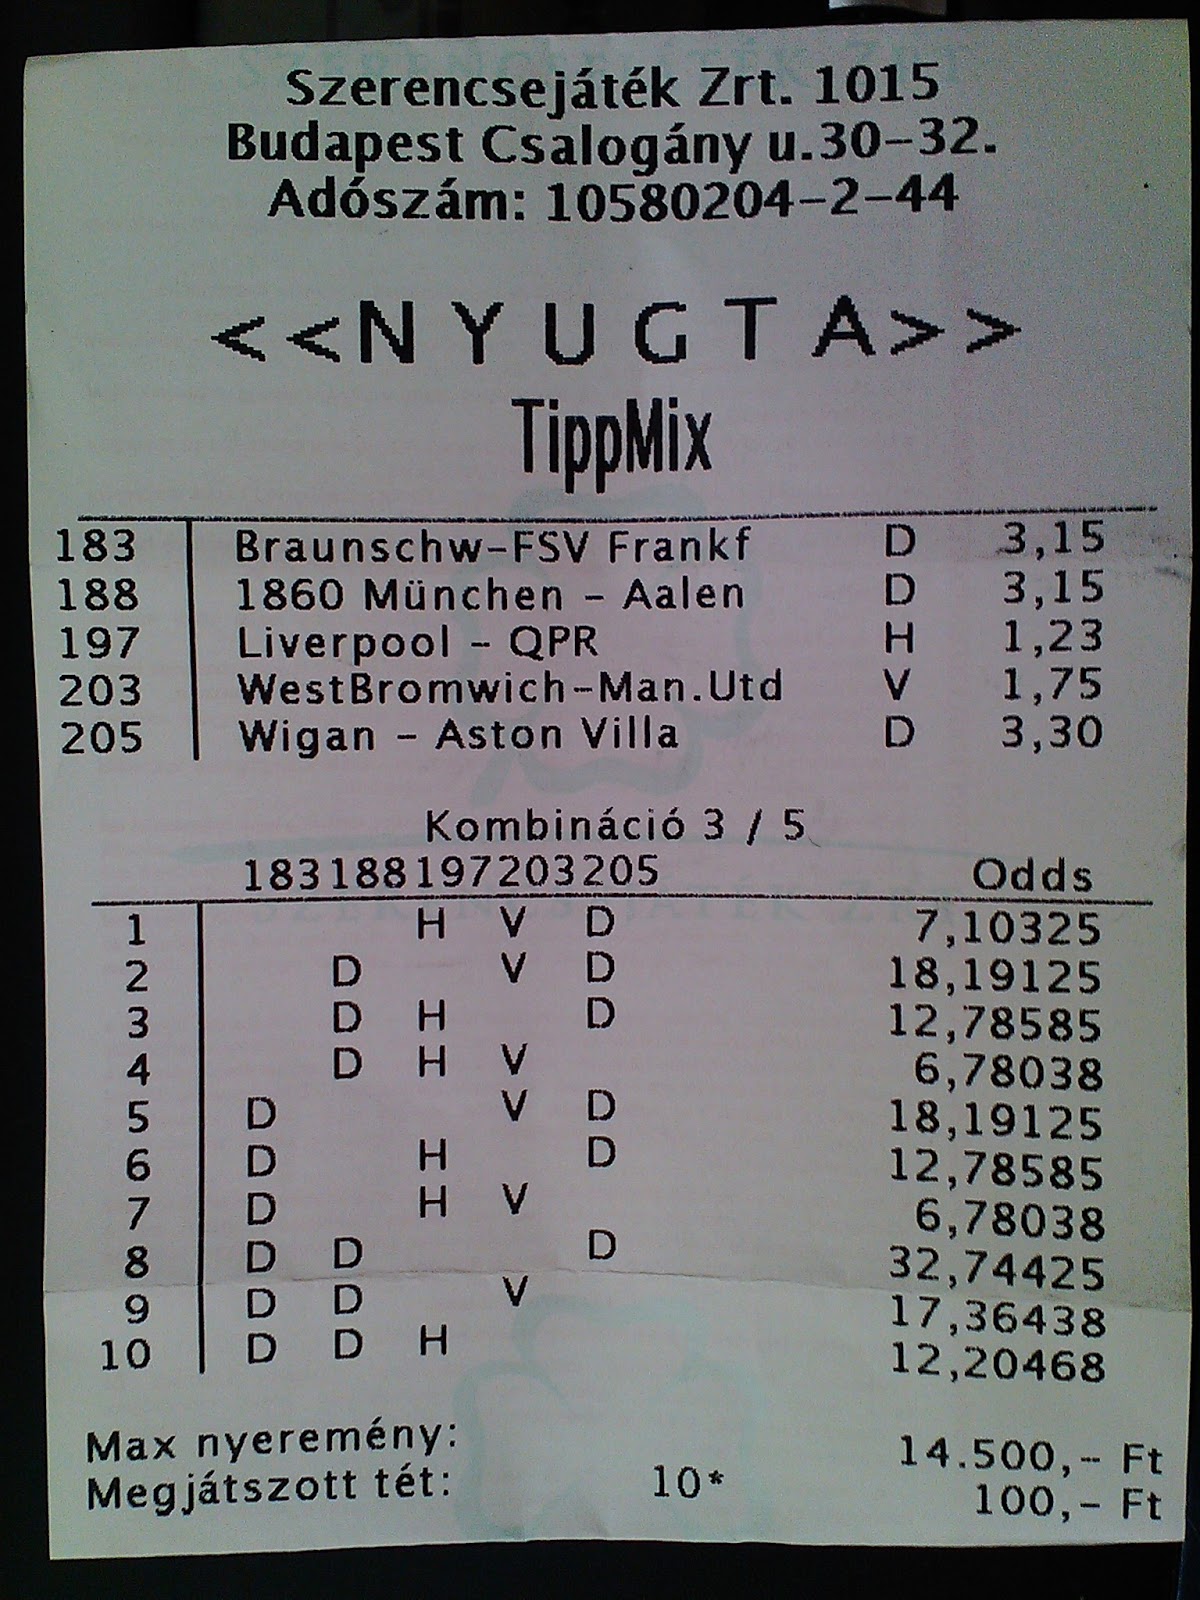 Szerencsejáték Zrt. 1015
Budapest Csalogány u.30-32.
Adószám: 10580204-2-44
<<NYUGTA>>
TippMix
183 Braunschw-FSV Frankf D 3,15
188 1860 München - Aalen D 3,15
197 Liverpool - QPR H 1,23
203 WestBromwich-Man.Utd V 1,75
205 Wigan - Aston Villa D 3,30
Kombináció 3 / 5
183188197203205 Odds
1 H V D 7,10325
2 D V D 18,19125
3 D H D 12,78585
4 D H V 6,78038
5 D V D 18,19125
6 D H D 12,78585
7 D H V 6,78038
8 D D D 32,74425
9 D D V 17,36438
10 D D H 12,20468
Max nyeremény: 14.500,- Ft
Megjátszott tét: 10* 100,- Ft